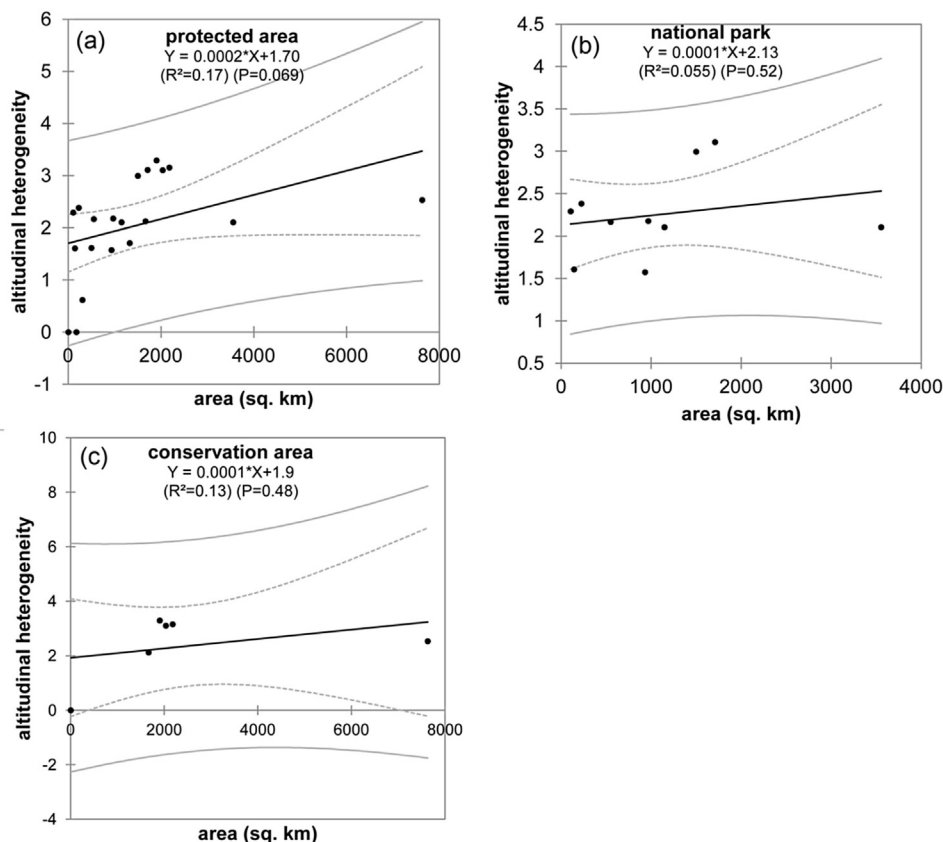 (a)
protected area
Y = 0.0002*X+1.70
(R²=0.17) (P=0.069)
6
5
4
3
2
1
0
-1
altitudinal heterogeneity
0
2000
4000
6000
8000
area (sq. km)
(b)
national park
Y = 0.0001*X+2.13
(R²=0.055) (P=0.52)
4.5
4
3.5
3
2.5
2
1.5
1
0.5
altitudinal heterogeneity
0
1000
2000
3000
4000
area (sq. km)
(c)
conservation area
Y = 0.0001*X+1.9
(R²=0.13) (P=0.48)
10
8
6
4
2
0
-2
-4
altitudinal heterogeneity
0
2000
4000
6000
8000
area (sq. km)